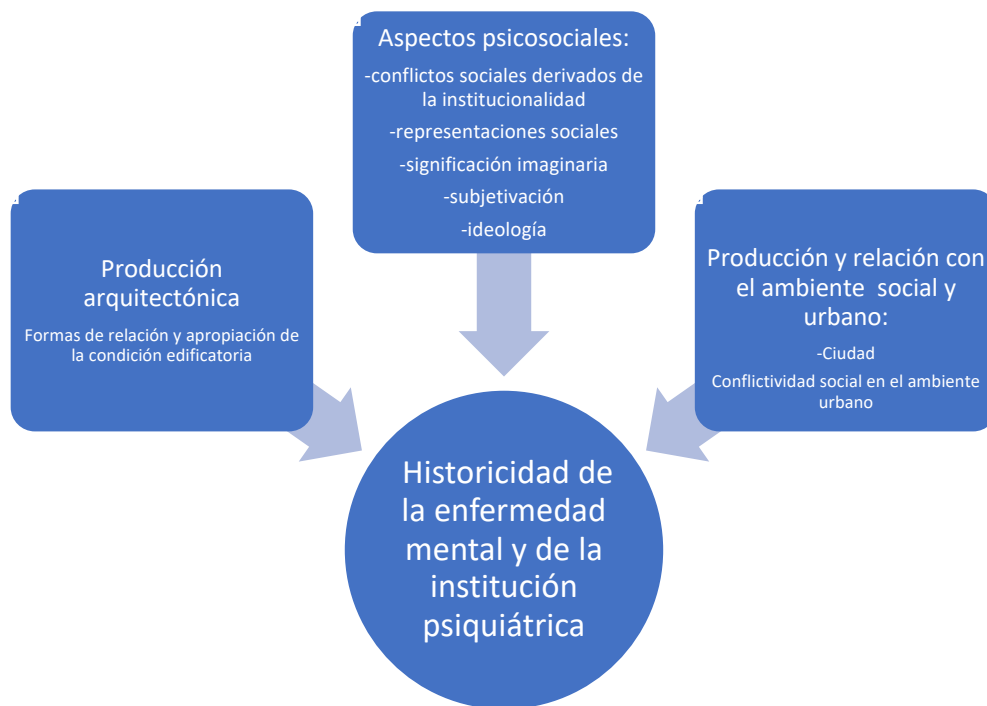 Aspectos psicosociales:
-conflictos sociales derivados de
la institucionalidad
-representaciones sociales
-significación imaginaria
-subjetivación
-ideología
Producción
arquitectónica
Formas de relación y apropiación de
la condición edificatoria
Producción y relación con
el ambiente social y
urbano:
-Ciudad
Conflictividad social en el ambiente
urbano
Historicidad de
la enfermedad
mental y de la
institución
psiquiátrica